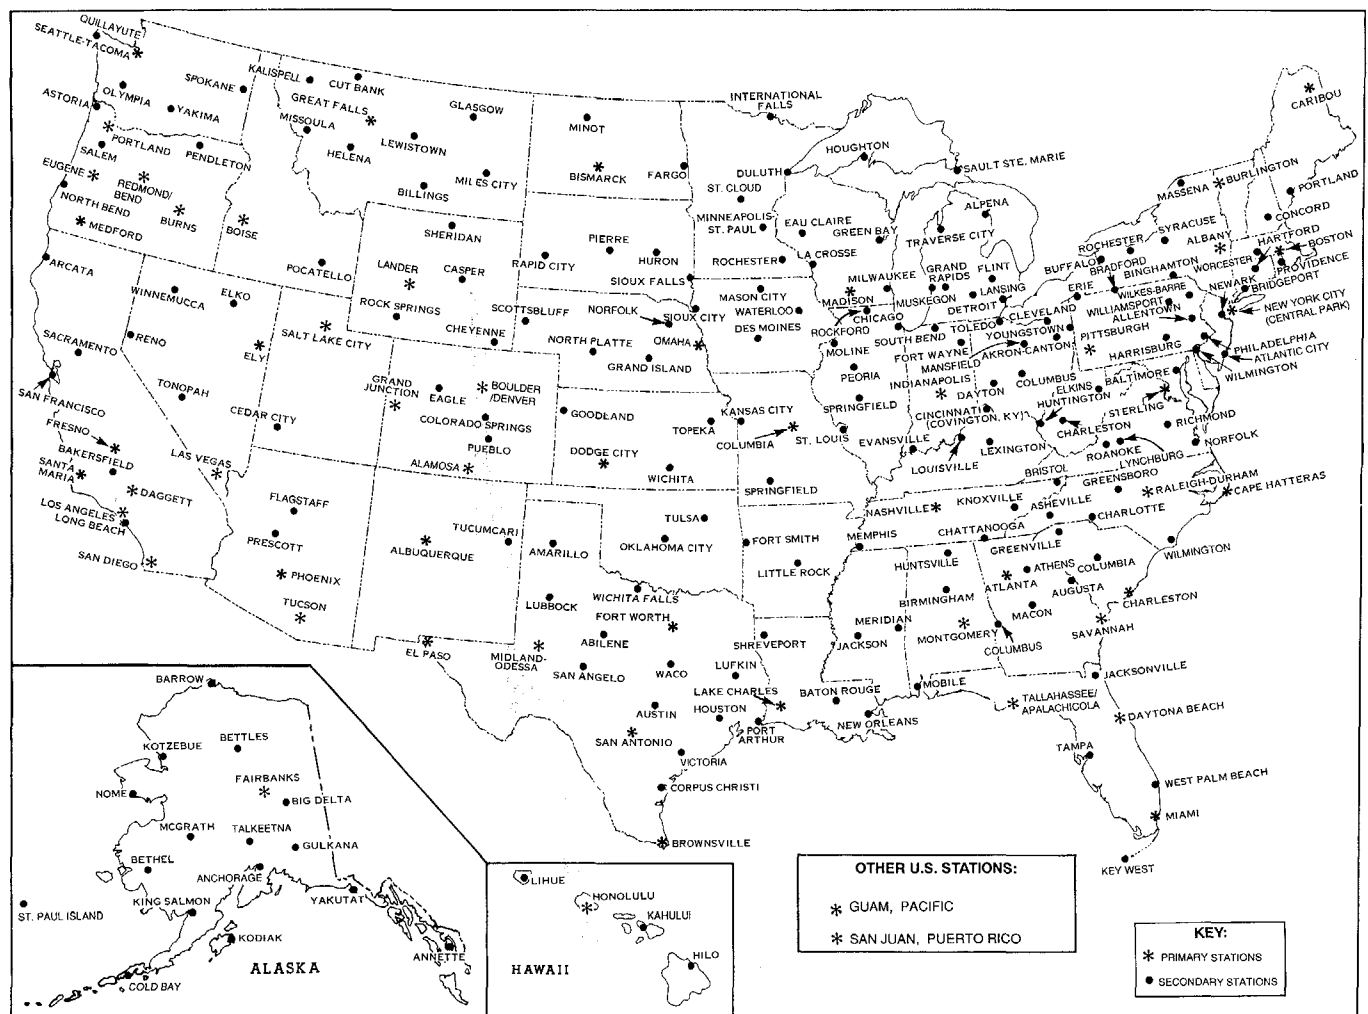 QUILLAYUTE
SEATTLE-TACOMA
SPOKANE
KALISPELL
CUT BANK
GREAT FALLS
GLASGOW
OLYMPIA
YAKIMA
ASTORIA
MISSOULA
HELENA
LEWISTOWN
MINOT
INTERNATIONAL
FALLS
CARIBOU
PORTLAND
SALEM
PENDLETON
EUGENE
REDMOND/
BEND
BURNS
NORTH BEND
MEDFORD
BOISE
BILLINGS
MILES CITY
BISMARCK
FARGO
DULUTH
HOUGHTON
SAULT STE. MARIE
ST. CLOUD
MINNEAPOLIS
ST. PAUL
EAU CLAIRE
GREEN BAY
ALPENA
TRAVERSE CITY
MASSENA
BURLINGTON
PORTLAND
CONCORD
SYRACUSE
ROCHESTER
ALBANY
HARTFORD
BOSTON
BUFFALO
BRADFORD
BINGHAMTON
WORCESTER
PROVIDENCE
BRIDGEPORT
ARCATA
POCATELLO
SHERIDAN
LANDER
CASPER
RAPID CITY
PIERRE
HURON
ROCHESTER
LA CROSSE
SIOUX FALLS
WINNEMUCCA
ELKO
ROCK SPRINGS
CHEYENNE
SCOTTSBLUFF
NORFOLK
SIOUX CITY
OMAHA
MASON CITY
WATERLOO
DES MOINES
MILWAUKEE
MADISON
GRAND
RAPIDS
FLINT
MUSKEGON
LANSING
DETROIT
ERIE
WILKES-BARRE
WILLIAMSPORT
ALLENTOWN
NEWARK
NEW YORK CITY
(CENTRAL PARK)
ROCKFORD
CHICAGO
MOLINE
SOUTH BEND
TOLEDO
CLEVELAND
YOUNGSTOWN
PITTSBURGH
FORT WAYNE
MANSFIELD
AKRON-CANTON
HARRISBURG
PHILADELPHIA
ATLANTIC CITY
WILMINGTON
SACRAMENTO
RENO
ELY
SALT LAKE CITY
NORTH PLATTE
GRAND ISLAND
PEORIA
INDIANAPOLIS
DAYTON
COLUMBUS
HUNTINGTON
ELKINS
BALTIMORE
STERLING
SAN FRANCISCO
TONOPAH
CEDAR CITY
GRAND
JUNCTION
EAGLE
BOULDER
/DENVER
COLORADO SPRINGS
PUEBLO
ALAMOSA
GOODLAND
TOPEKA
KANSAS CITY
COLUMBIA
ST. LOUIS
SPRINGFIELD
CINCINNATI
(COVINGTON, KY)
CHARLESTON
RICHMOND
NORFOLK
EVANSVILLE
LOUISVILLE
LEXINGTON
ROANOKE
LYNCHBURG
FRESNO
BAKERSFIELD
SANTA
MARIA
LAS VEGAS
DAGGETT
LOS ANGELES
LONG BEACH
SAN DIEGO
FLAGSTAFF
PRESCOTT
PHOENIX
TUCSON
DODGE CITY
WICHITA
SPRINGFIELD
BRISTOL
GREENSBORO
RALEIGH-DURHAM
CAPE HATTERAS
NASHVILLE
KNOXVILLE
ASHEVILLE
CHARLOTTE
ALBUQUERQUE
TUCUMCARI
AMARILLO
TULSA
OKLAHOMA CITY
FORT SMITH
LITTLE ROCK
MEMPHIS
CHATTANOOGA
GREENVILLE
WILMINGTON
HUNTSVILLE
ATHENS
ATLANTA
COLUMBIA
AUGUSTA
CHARLESTON
LUBBOCK
WICHITA FALLS
FORT WORTH
ABILENE
EL PASO
MIDLAND-
ODESSA
SAN ANGELO
WACO
SHREVEPORT
LUFKIN
MERIDIAN
JACKSON
BIRMINGHAM
MONTGOMERY
MACON
COLUMBUS
SAVANNAH
JACKSONVILLE
LAKE CHARLES
HOUSTON
BATON ROUGE
MOBILE
NEW ORLEANS
PORT
ARTHUR
AUSTIN
SAN ANTONIO
VICTORIA
CORPUS CHRISTI
BROWNSVILLE
TALLAHASSEE/
APALACHICOLA
DAYTONA BEACH
TAMPA
WEST PALM BEACH
MIAMI
KEY WEST
BARROW
KOTZEBUE
BETTLES
NOME
FAIRBANKS
BIG DELTA
MCGRATH
TALKEETNA
GULKANA
BETHEL
ANCHORAGE
YAKUTAT
KING SALMON
ST. PAUL ISLAND
KODIAK
ANNETTE
COLD BAY
ALASKA
LIHUE
HONOLULU
KAHULUI
HILO
HAWAII
OTHER U.S. STATIONS:
* GUAM, PACIFIC
* SAN JUAN, PUERTO RICO
KEY:
* PRIMARY STATIONS
● SECONDARY STATIONS